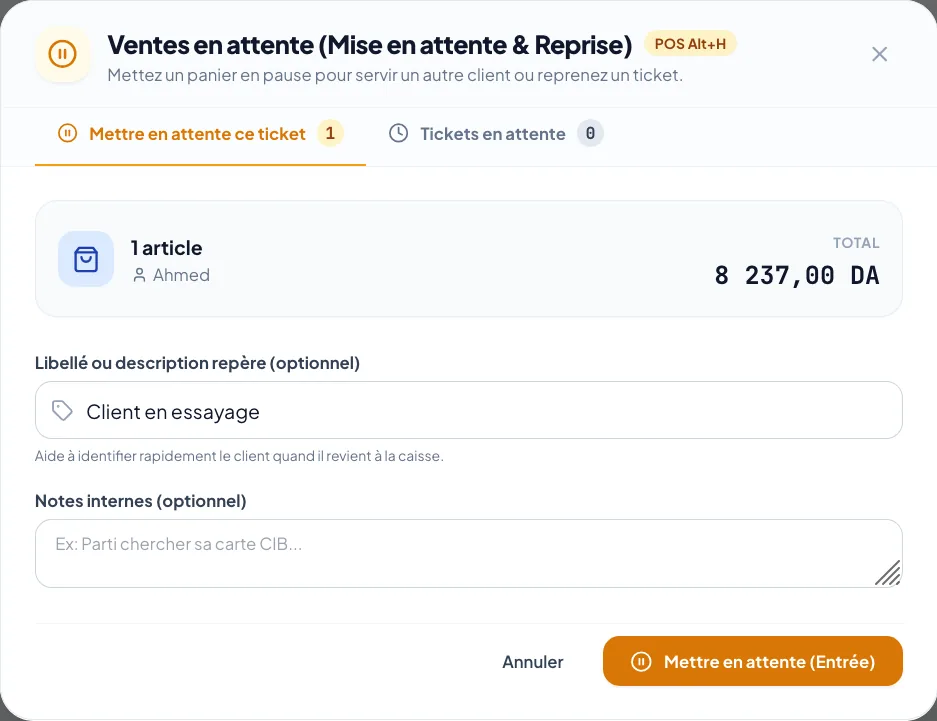 Ventes en attente (Mise en attente & Reprise) POS Alt+H
Mettez un panier en pause pour servir un autre client ou reprenez un ticket.
Mettre en attente ce ticket 1 Tickets en attente 0
1 article
Ahmed
TOTAL
8 237,00 DA
Libellé ou description repère (optionnel)
Client en essayage
Aide à identifier rapidement le client quand il revient à la caisse.
Notes internes (optionnel)
Ex: Parti chercher sa carte CIB...
Annuler Mettre en attente (Entrée)